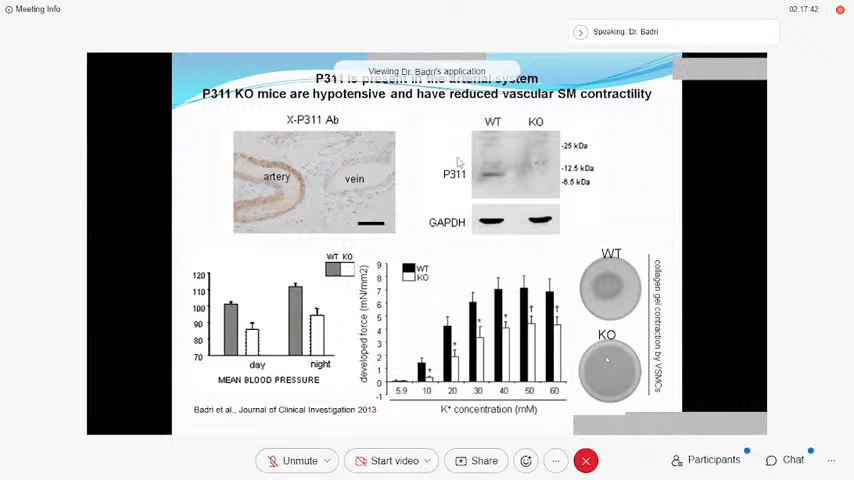 Meeting Info
02:17:42
Speaking: Dr. Badri
Viewing Dr. Badri's application
P311 is present in the arterial system
P311 KO mice are hypotensive and have reduced vascular SM contractility
X-P311 Ab
artery
vein
WT KO
-25 kDa
-12.5 kDa
-6.5 kDa
P311
GAPDH
WT KO
120
110
100
90
80
70
day night
MEAN BLOOD PRESSURE
developed force (mN/mm2)
9
8
7
6
5
4
3
2
1
0
-1
WT
KO
* * * * † †
5.9 10 20 30 40 50 60
K+ concentration (mM)
WT
KO
collagen gel contraction by VSMCs
Badri et al., Journal of Clinical Investigation 2013
Unmute
Start video
Share
Participants
Chat